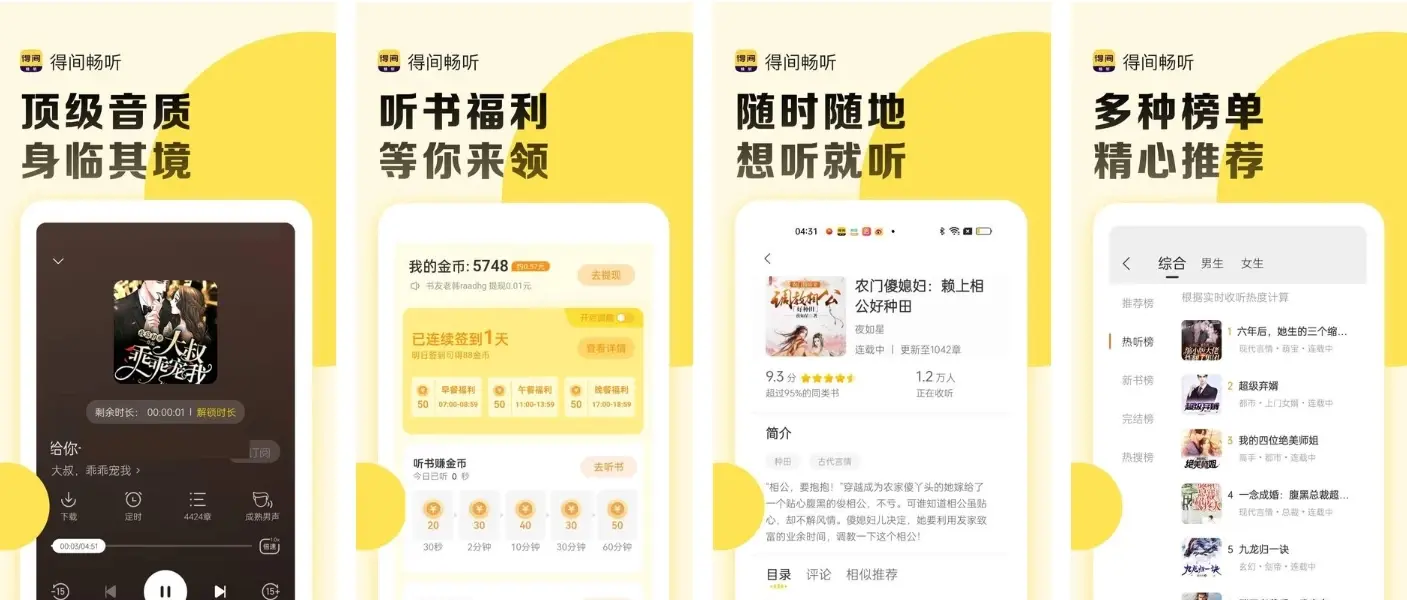 得间畅听
顶级音质
身临其境
大叔
乖乖宠我
剩余时长： 00:00:01 | 解锁时长
给你·
订阅
大叔，乖乖宠我 >
下载
定时
4424章
成熟男声
00:03/04:51
1.0x
倍速
15
15+
得间畅听
听书福利
等你来领
我的金币: 5748
约0.57元
去提现
书友老韩raadhg 提现0.01元
开启提醒
已连续签到1天
明日签到可得88金币
查看详情
50
早餐福利
07:00-08:59
50
午餐福利
11:00-13:59
50
晚餐福利
17:00-18:59
听书赚金币
今日已听 0 秒
去听书
20
30
40
30
50
30秒
2分钟
10分钟
30分钟
60分钟
得间畅听
随时随地
想听就听
04:31
调教相公
好种田
农门傻媳妇：赖上相
公好种田
夜如星
连载中 | 更新至1042章
9.3 分
超过95%的同类书
1.2 万人
正在收听
简介
种田
古代言情
“相公，要抱抱！”穿越成为农家傻丫头的她嫁给了
一个贴心腹黑的俊相公，不亏。可谁知道相公虽贴
心，却不解风情。傻媳妇儿决定，她要利用发家致
富的业余时间，调教一下这个相公！
目录
评论
相似推荐
得间畅听
多种榜单
精心推荐
综合
男生
女生
推荐榜
热听榜
新书榜
完结榜
热搜榜
根据实时收听热度计算
1 六年后，她生的三个缩...
现代言情・萌宝・连载中
2 超级弃婿
都市・上门女婿・连载中
3 我的四位绝美师姐
高手・都市・连载中
4 一念成婚：腹黑总裁超...
现代言情・总裁・连载中
5 九龙归一诀
玄幻・剑帝・连载中